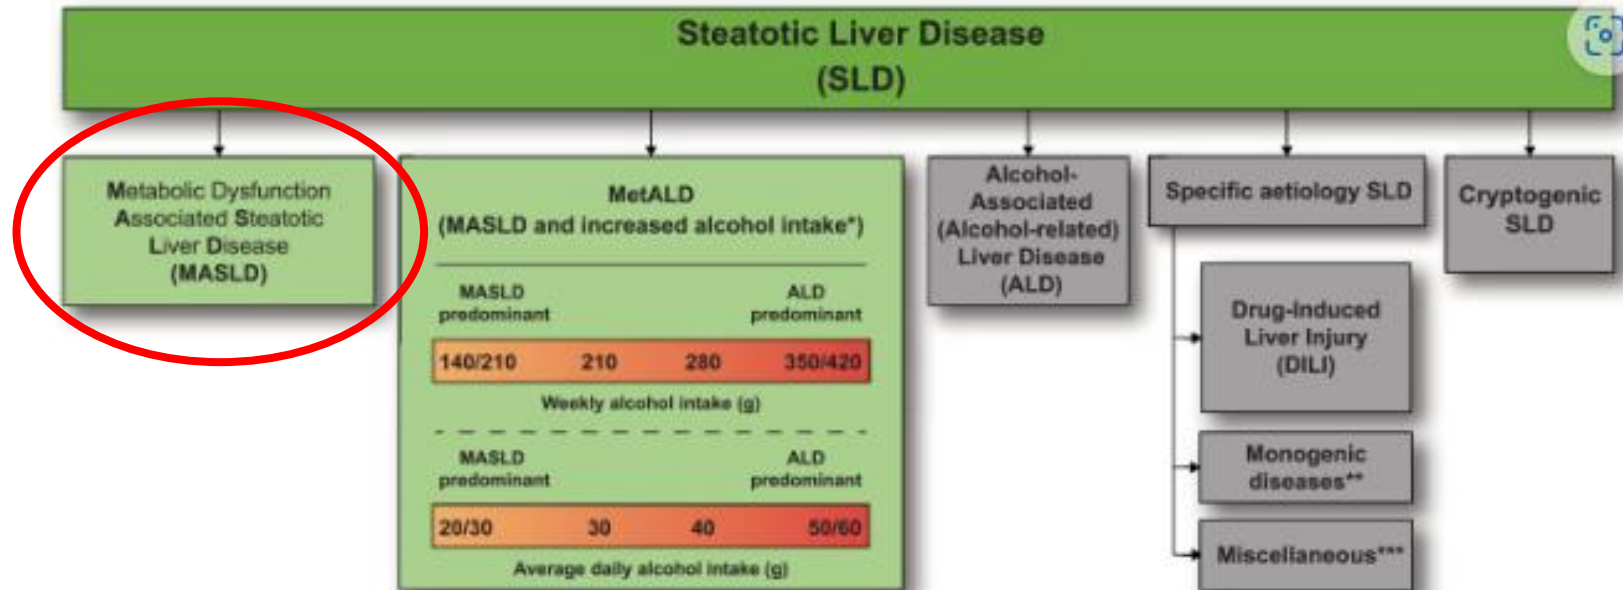 Steatotic Liver Disease
(SLD)
Metabolic Dysfunction
Associated Steatotic
Liver Disease
(MASLD)
MetALD
(MASLD and increased alcohol intake*)
MASLD
predominant
ALD
predominant
140/210 210 280 350/420
Weekly alcohol intake (g)
MASLD
predominant
ALD
predominant
20/30 30 40 50/60
Average daily alcohol intake (g)
Alcohol-
Associated
(Alcohol-related)
Liver Disease
(ALD)
Specific aetiology SLD
Drug-Induced
Liver Injury
(DILI)
Monogenic
diseases**
Miscellaneous***
Cryptogenic
SLD